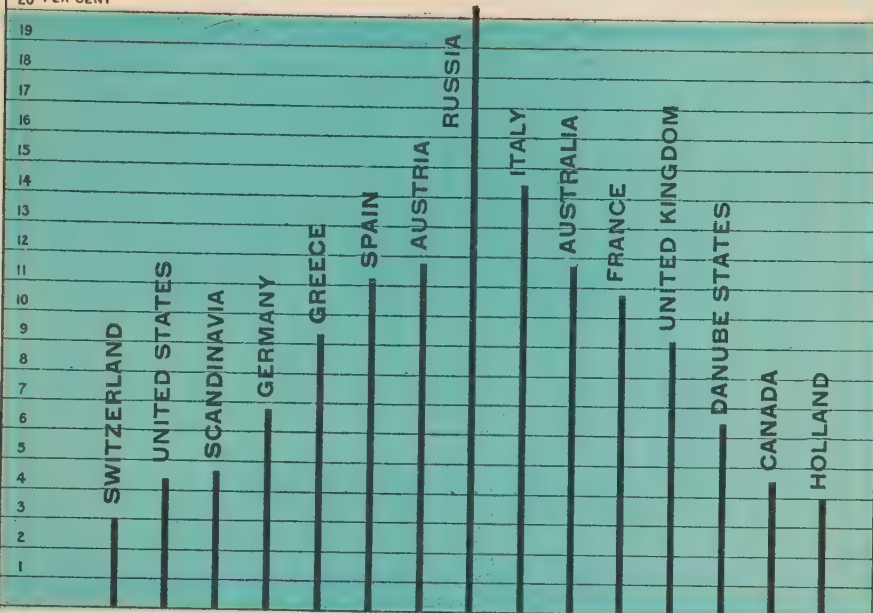 20 PER CENT
19
18
17
16
15
14
13
12
11
10
9
8
7
6
5
4
3
2
1
SWITZERLAND
UNITED STATES
SCANDINAVIA
GERMANY
GREECE
SPAIN
AUSTRIA
RUSSIA
ITALY
AUSTRALIA
FRANCE
UNITED KINGDOM
DANUBE STATES
CANADA
HOLLAND